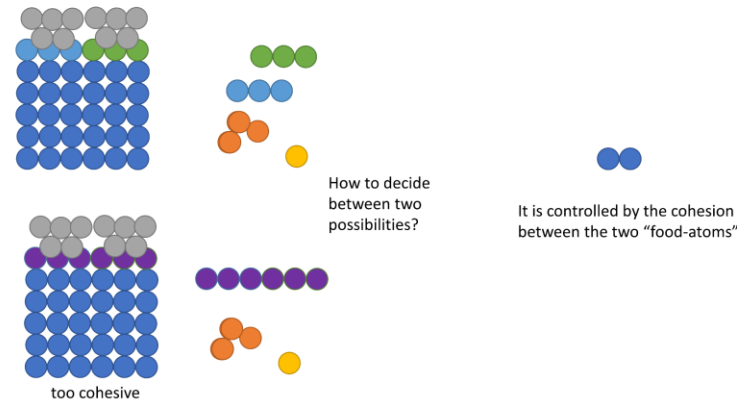 How to decide
between two
possibilities?
It is controlled by the cohesion
between the two “food-atoms”
too cohesive